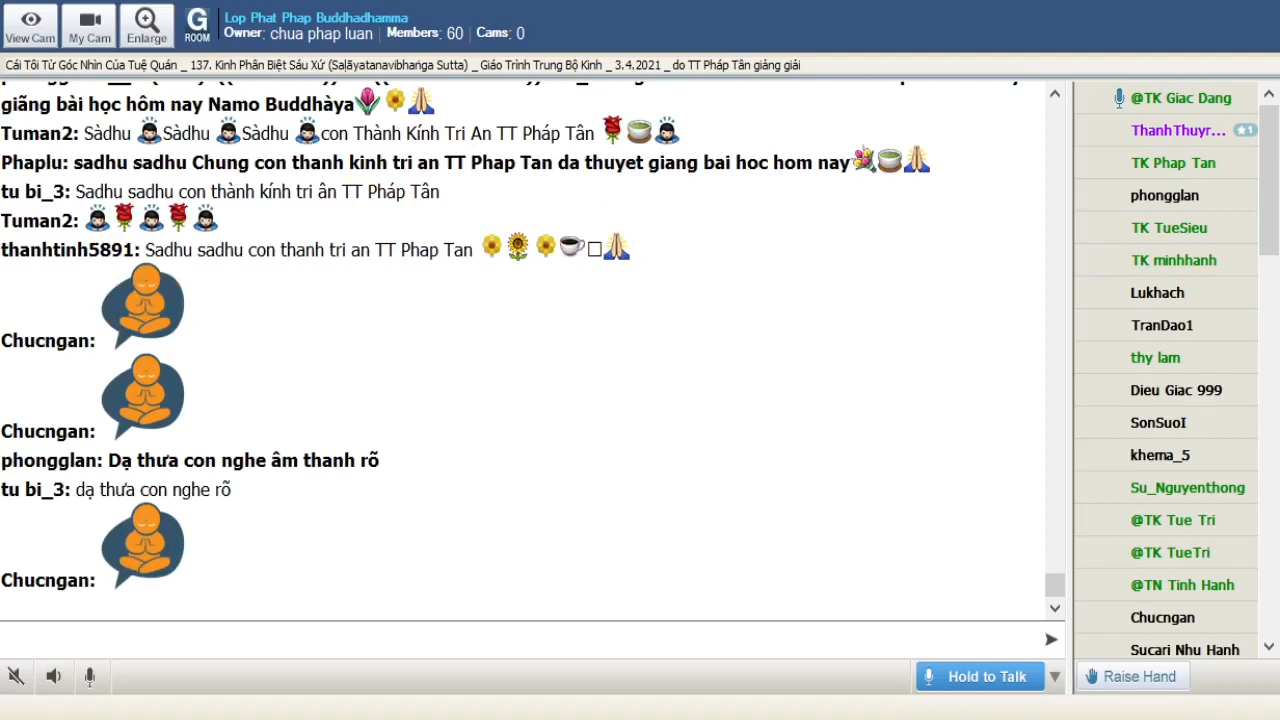 View Cam
My Cam
Enlarge
G
ROOM
Lop Phat Phap Buddhadhamma
Owner: chua phap luan Members: 60 Cams: 0
Cái Tôi Từ Góc Nhìn Của Tuệ Quán _ 137. Kinh Phân Biệt Sáu Xứ (Saḷāyatanavibhaṅga Sutta) _ Giáo Trình Trung Bộ Kinh _ 3.4.2021 _ do TT Pháp Tân giảng giải
giãng bài học hôm nay Namo Buddhàya
Tuman2: Sàdhu Sàdhu Sàdhu con Thành Kính Tri An TT Pháp Tân
Phaplu: sadhu sadhu Chung con thanh kinh tri an TT Phap Tan da thuyet giang bai hoc hom nay
tu bi_3: Sadhu sadhu con thành kính tri ân TT Pháp Tân
Tuman2:
thanhtinh5891: Sadhu sadhu con thanh tri an TT Phap Tan
Chucngan:
Chucngan:
phongglan: Dạ thưa con nghe âm thanh rõ
tu bi_3: dạ thưa con nghe rõ
Chucngan:
Hold to Talk
@TK Giac Dang
ThanhThuyr... 1
TK Phap Tan
phongglan
TK TueSieu
TK minhhanh
Lukhach
TranDao1
thy lam
Dieu Giac 999
SonSuoI
khema_5
Su_Nguyenthong
@TK Tue Tri
@TK TueTri
@TN Tinh Hanh
Chucngan
Sucari Nhu Hanh
Raise Hand